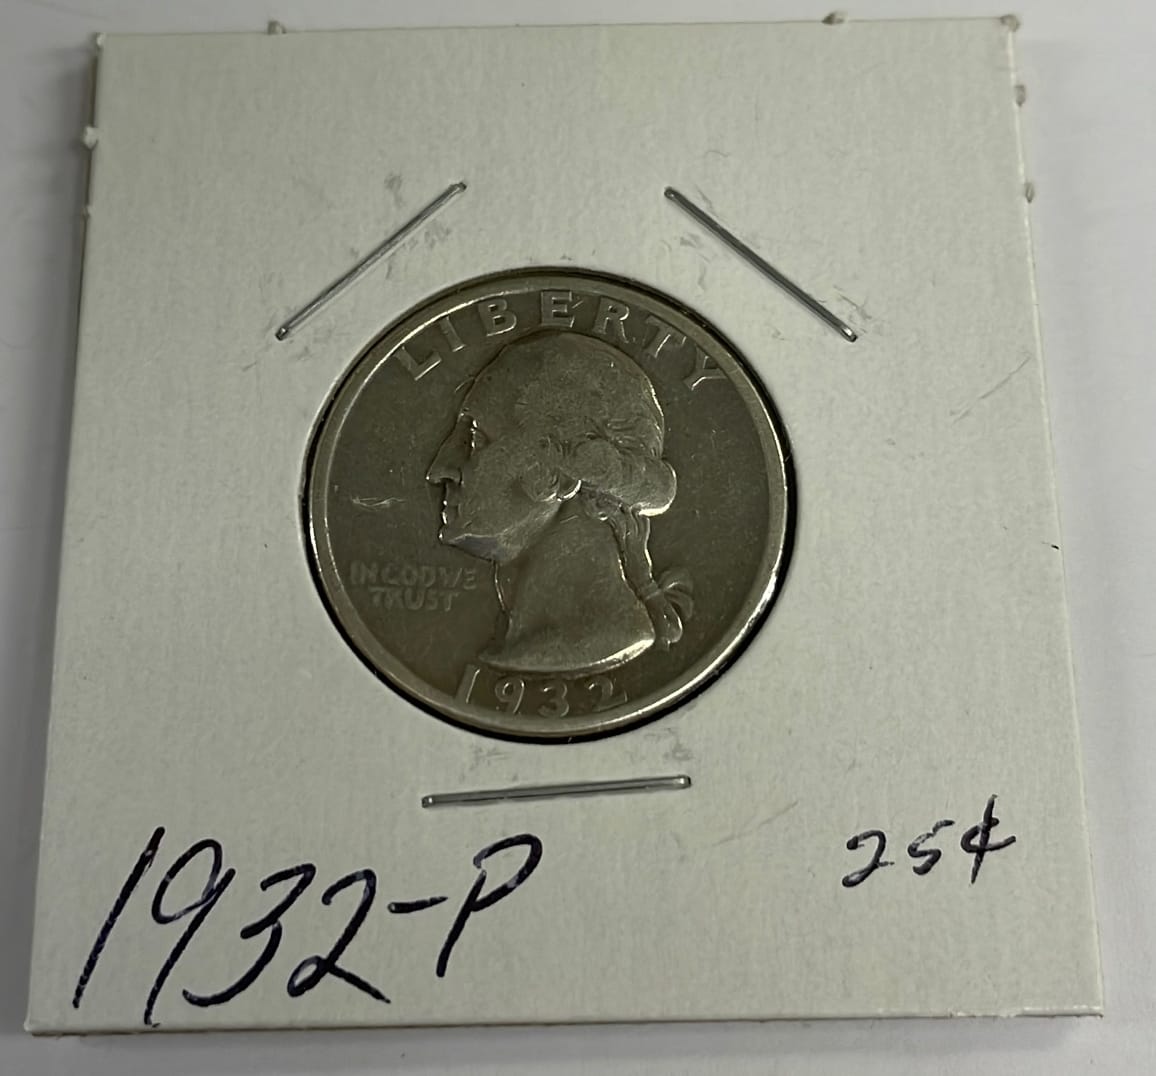 LIBERTY
IN GOD WE
TRUST
1932
1932-P
25¢